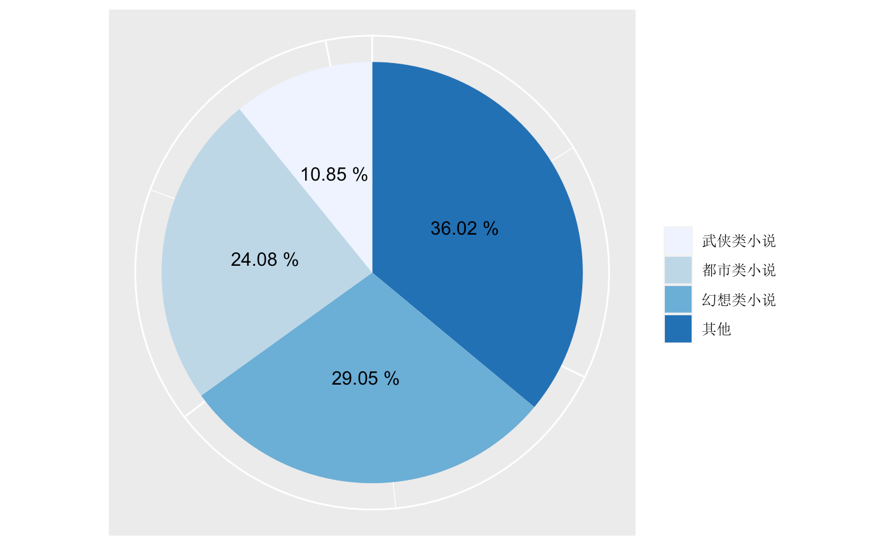 10.85 %
36.02 %
24.08 %
29.05 %
武侠类小说
都市类小说
幻想类小说
其他